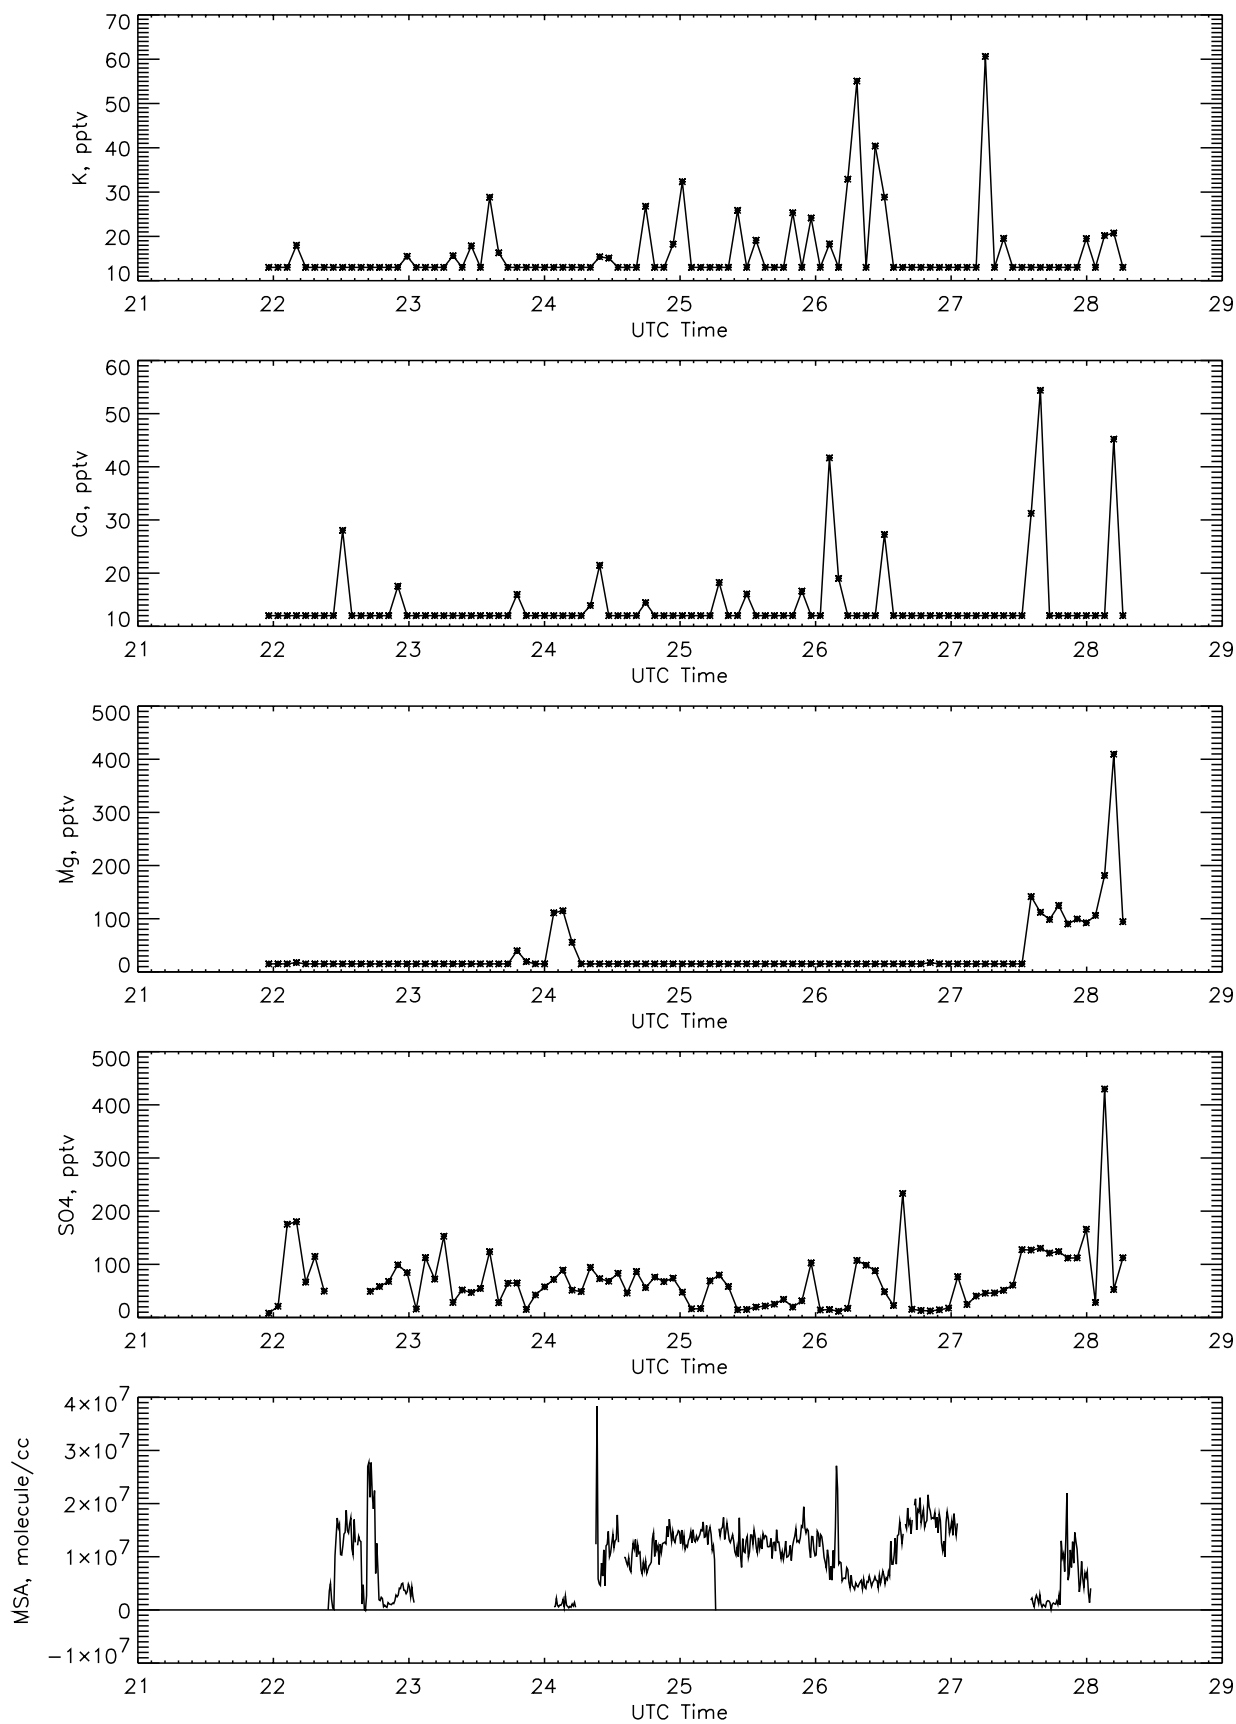 70
60
50
40
30
20
10
K, pptv
21 22 23 24 25 26 27 28 29
UTC Time
60
50
40
30
20
10
Ca, pptv
21 22 23 24 25 26 27 28 29
UTC Time
500
400
300
200
100
0
Mg, pptv
21 22 23 24 25 26 27 28 29
UTC Time
500
400
300
200
100
0
SO4, pptv
21 22 23 24 25 26 27 28 29
UTC Time
4×10⁷
3×10⁷
2×10⁷
1×10⁷
0
−1×10⁷
MSA, molecule/cc
21 22 23 24 25 26 27 28 29
UTC Time